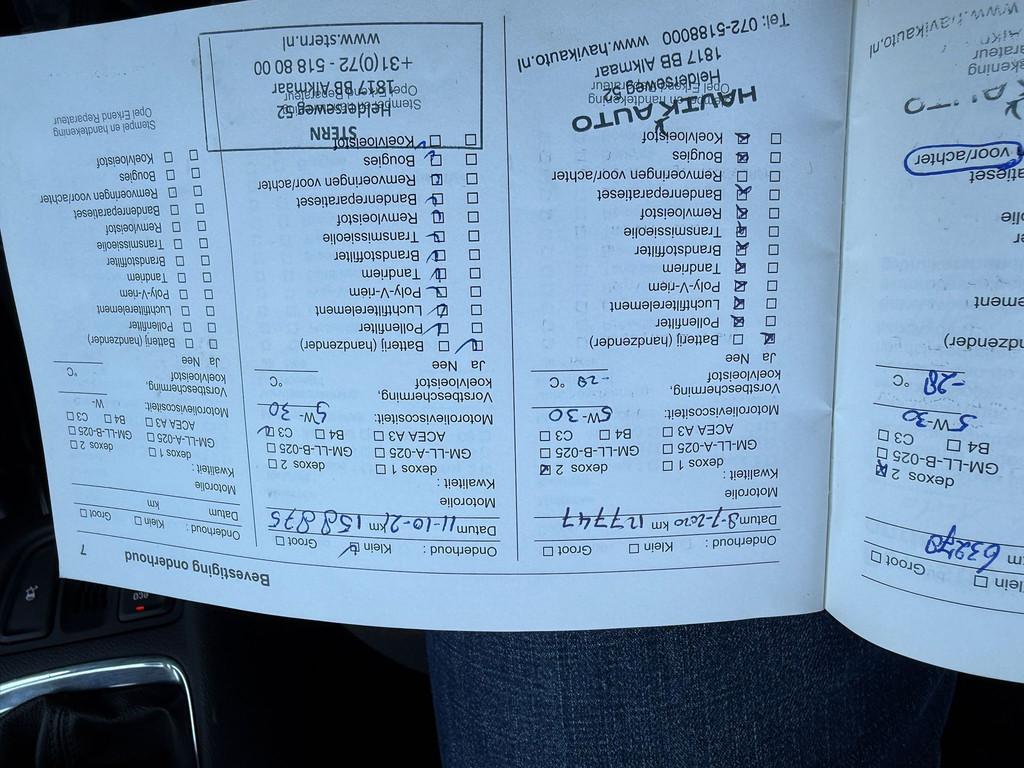 Klein Groot
km 63278
dexos 2
GM-LL-B-025
B4 C3
5W-30
-28 °C
voor/achter
Bevestiging onderhoud 7
Onderhoud : Klein Groot
Datum 8-7-2020 km 127747
Motorolie
Kwaliteit :
dexos 1 dexos 2
GM-LL-A-025 GM-LL-B-025
ACEA A3 B4 C3
Motorolieviscositeit: 5W-30
Vorstbescherming,
koelvloeistof -28 °C
Ja Nee
Batterij (handzender)
Pollenfilter
Luchtfilterelement
Poly-V-riem
Tandriem
Brandstoffilter
Transmissieolie
Remvloeistof
Bandenreparatieset
Remvoeringen voor/achter
Bougies
Koelvloeistof
HAVIK AUTO
Stempel en handtekening
Opel Erkend Reparateur
Helderseweg 52
1817 BB Alkmaar
Tel: 072-5188000 www.havikauto.nl
Onderhoud : Klein Groot
Datum 11-10-21 km 158875
Motorolie
Kwaliteit :
dexos 1 dexos 2
GM-LL-A-025 GM-LL-B-025
ACEA A3 B4 C3
Motorolieviscositeit: 5W-30
Vorstbescherming,
koelvloeistof °C
Ja Nee
Batterij (handzender)
Pollenfilter
Luchtfilterelement
Poly-V-riem
Tandriem
Brandstoffilter
Transmissieolie
Remvloeistof
Bandenreparatieset
Remvoeringen voor/achter
Bougies
Koelvloeistof
STERN
Helderseweg 52
Stempel en handtekening
Opel Erkend Reparateur
1817 BB Alkmaar
+31(0)72 - 518 80 00
www.stern.nl
Onderhoud : Klein Groot
Datum km
Motorolie
Kwaliteit :
dexos 1 dexos 2
GM-LL-A-025 GM-LL-B-025
ACEA A3 B4 C3
Motorolieviscositeit: W-
Vorstbescherming,
koelvloeistof °C
Ja Nee
Batterij (handzender)
Pollenfilter
Luchtfilterelement
Poly-V-riem
Tandriem
Brandstoffilter
Transmissieolie
Remvloeistof
Bandenreparatieset
Remvoeringen voor/achter
Bougies
Koelvloeistof
Stempel en handtekening
Opel Erkend Reparateur
eco